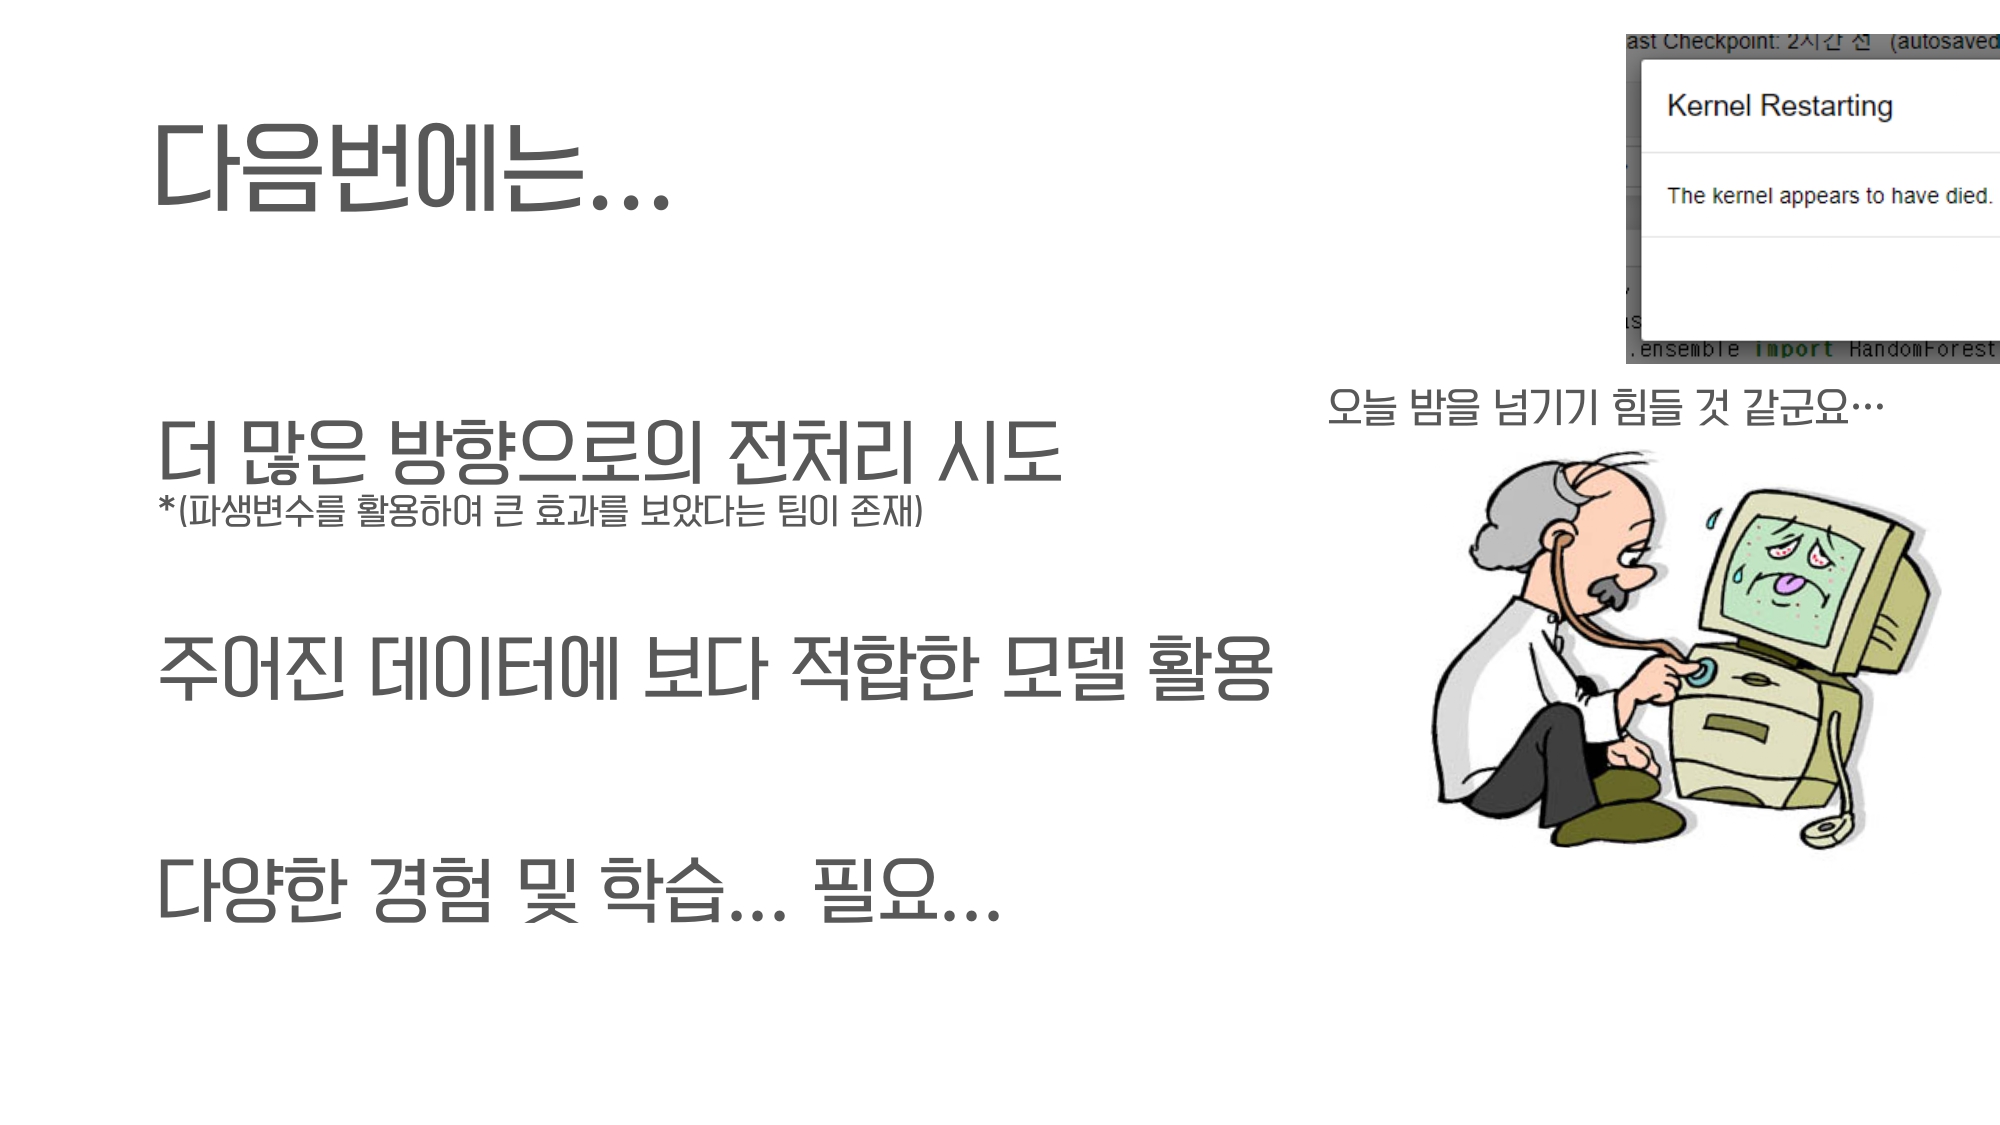 다음번에는...
ast Checkpoint: 2시간 전 (autosaved
Kernel Restarting
The kernel appears to have died.
.ensemble import RandomForest
오늘 밤을 넘기기 힘들 것 같군요…
더 많은 방향으로의 전처리 시도
*(파생변수를 활용하여 큰 효과를 보았다는 팀이 존재)
주어진 데이터에 보다 적합한 모델 활용
다양한 경험 및 학습... 필요...